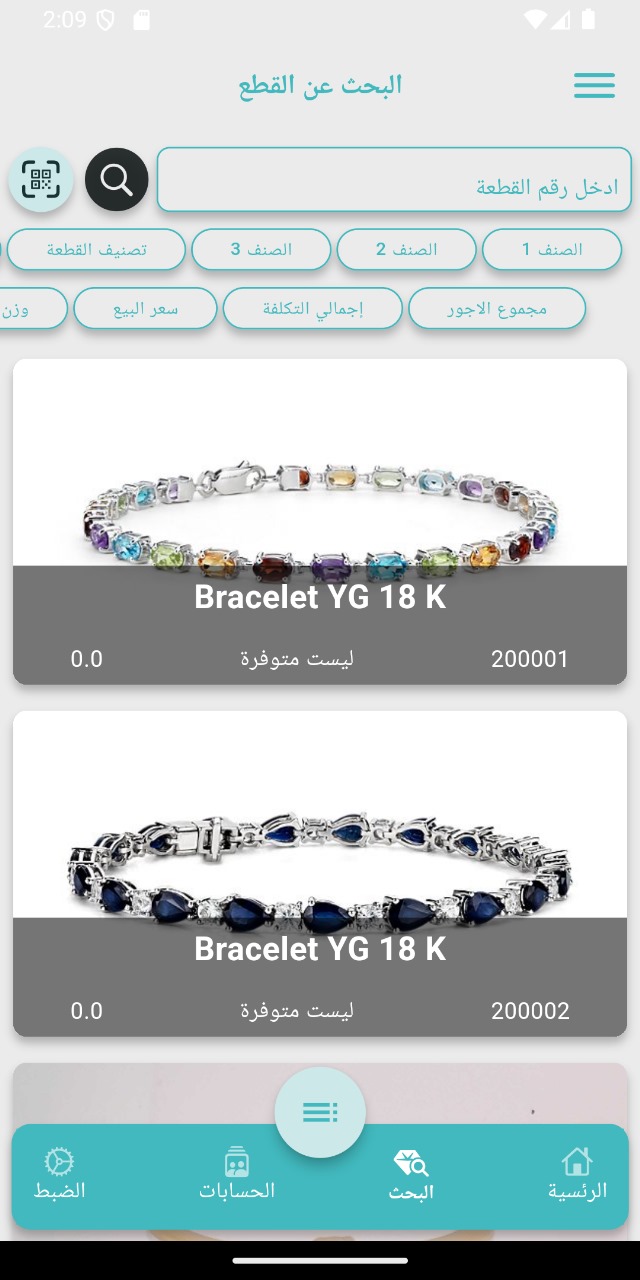 2:09
البحث عن القطع
ادخل رقم القطعة
الصنف 1
الصنف 2
الصنف 3
تصنيف القطعة
مجموع الاجور
إجمالي التكلفة
سعر البيع
وزن
Bracelet YG 18 K
200001
ليست متوفرة
0.0
Bracelet YG 18 K
200002
ليست متوفرة
0.0
الرئسية
البحث
الحسابات
الضبط